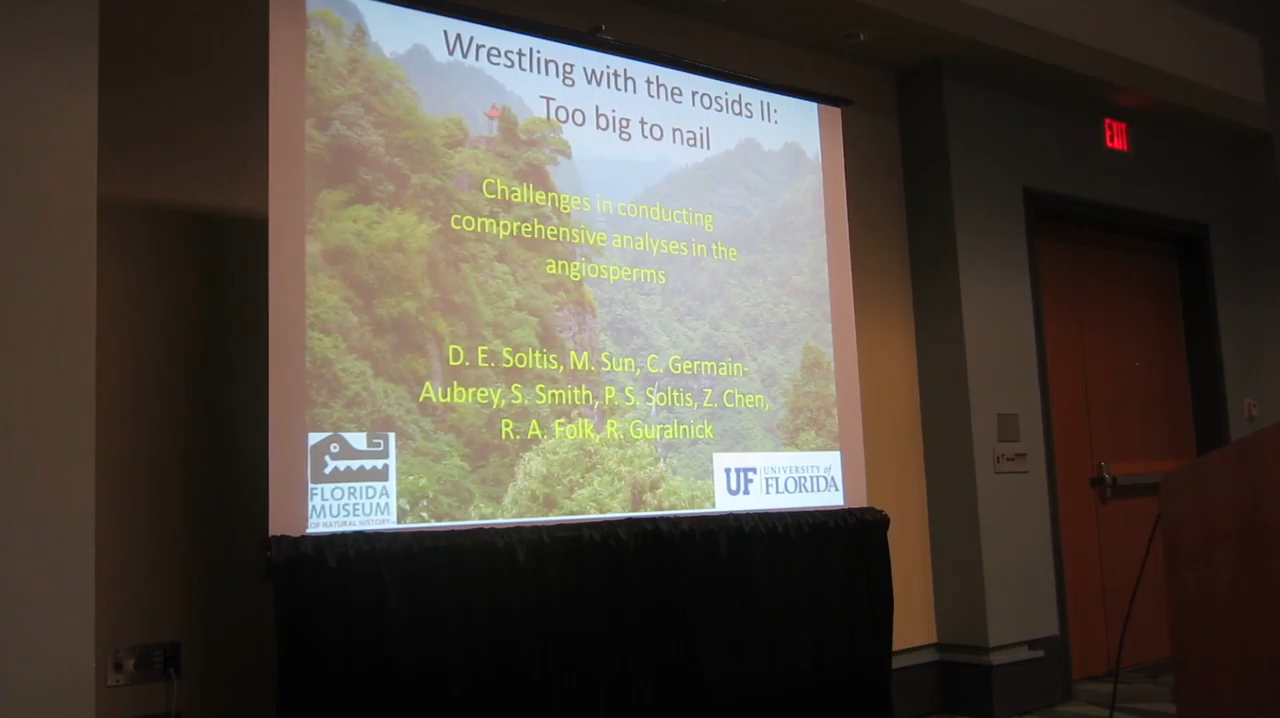 Wrestling with the rosids II:
Too big to nail
Challenges in conducting
comprehensive analyses in the
angiosperms
D. E. Soltis, M. Sun, C. Germain-
Aubrey, S. Smith, P. S. Soltis, Z. Chen,
R. A. Folk, R. Guralnick
FLORIDA
MUSEUM
OF NATURAL HISTORY
UF UNIVERSITY of
FLORIDA
EXIT